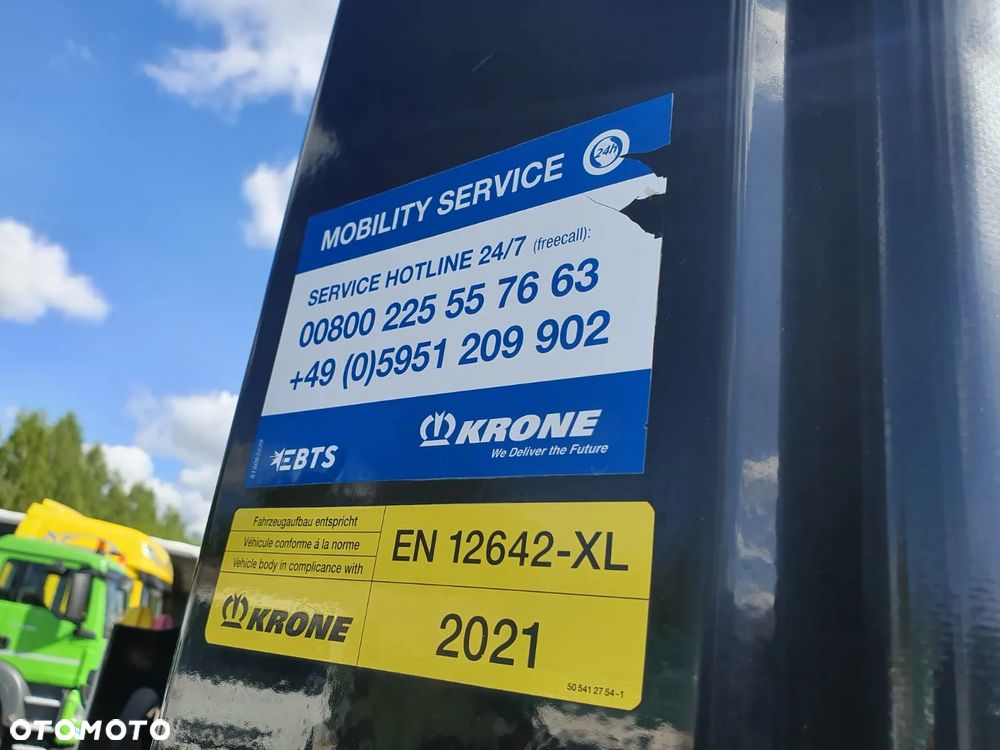 MOBILITY SERVICE
24h
SERVICE HOTLINE 24/7 (freecall):
00800 225 55 76 63
+49 (0)5951 209 902
EBTS
KRONE
We Deliver the Future
Fahrzeugaufbau entspricht
Véhicule conforme á la norme
Vehicle body in complicance with
EN 12642-XL
KRONE
2021
50 541 27 54 -1
OTOMOTO